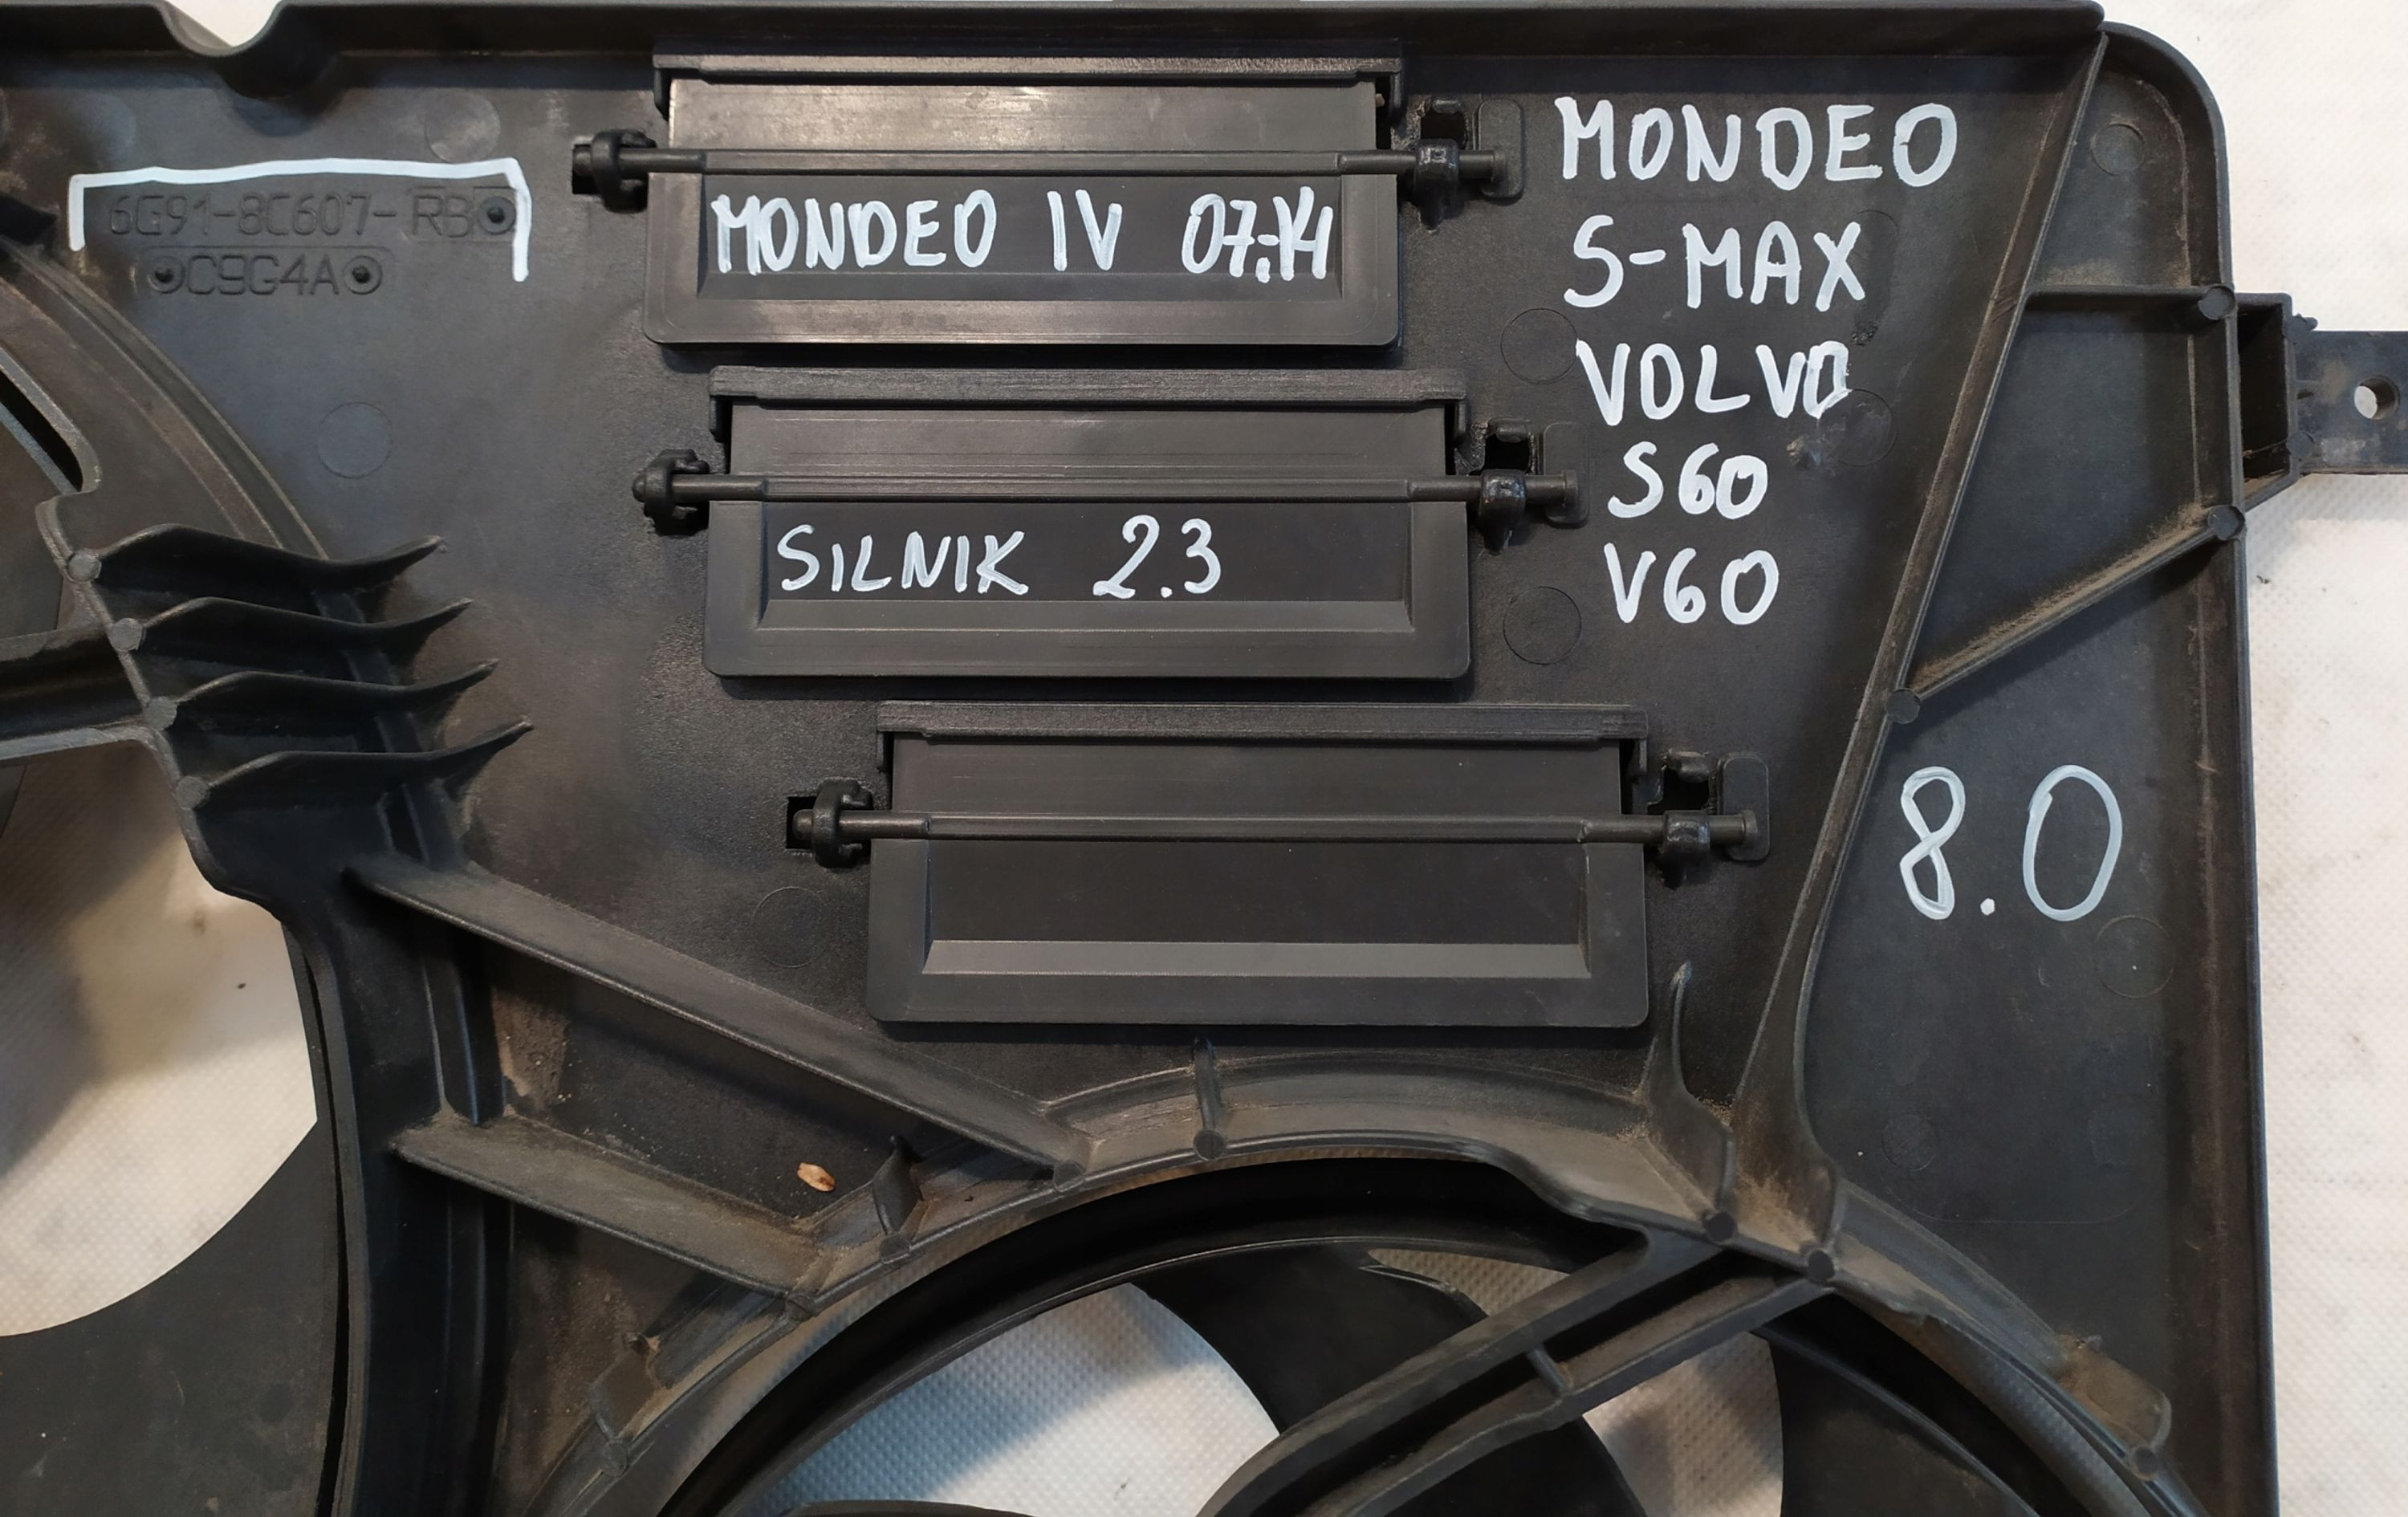 6G91-8C607-RB
C9G4A
MONDEO IV 07-14
SILNIK 2.3
MONDEO
S-MAX
VOLVO
S60
V60
8.0